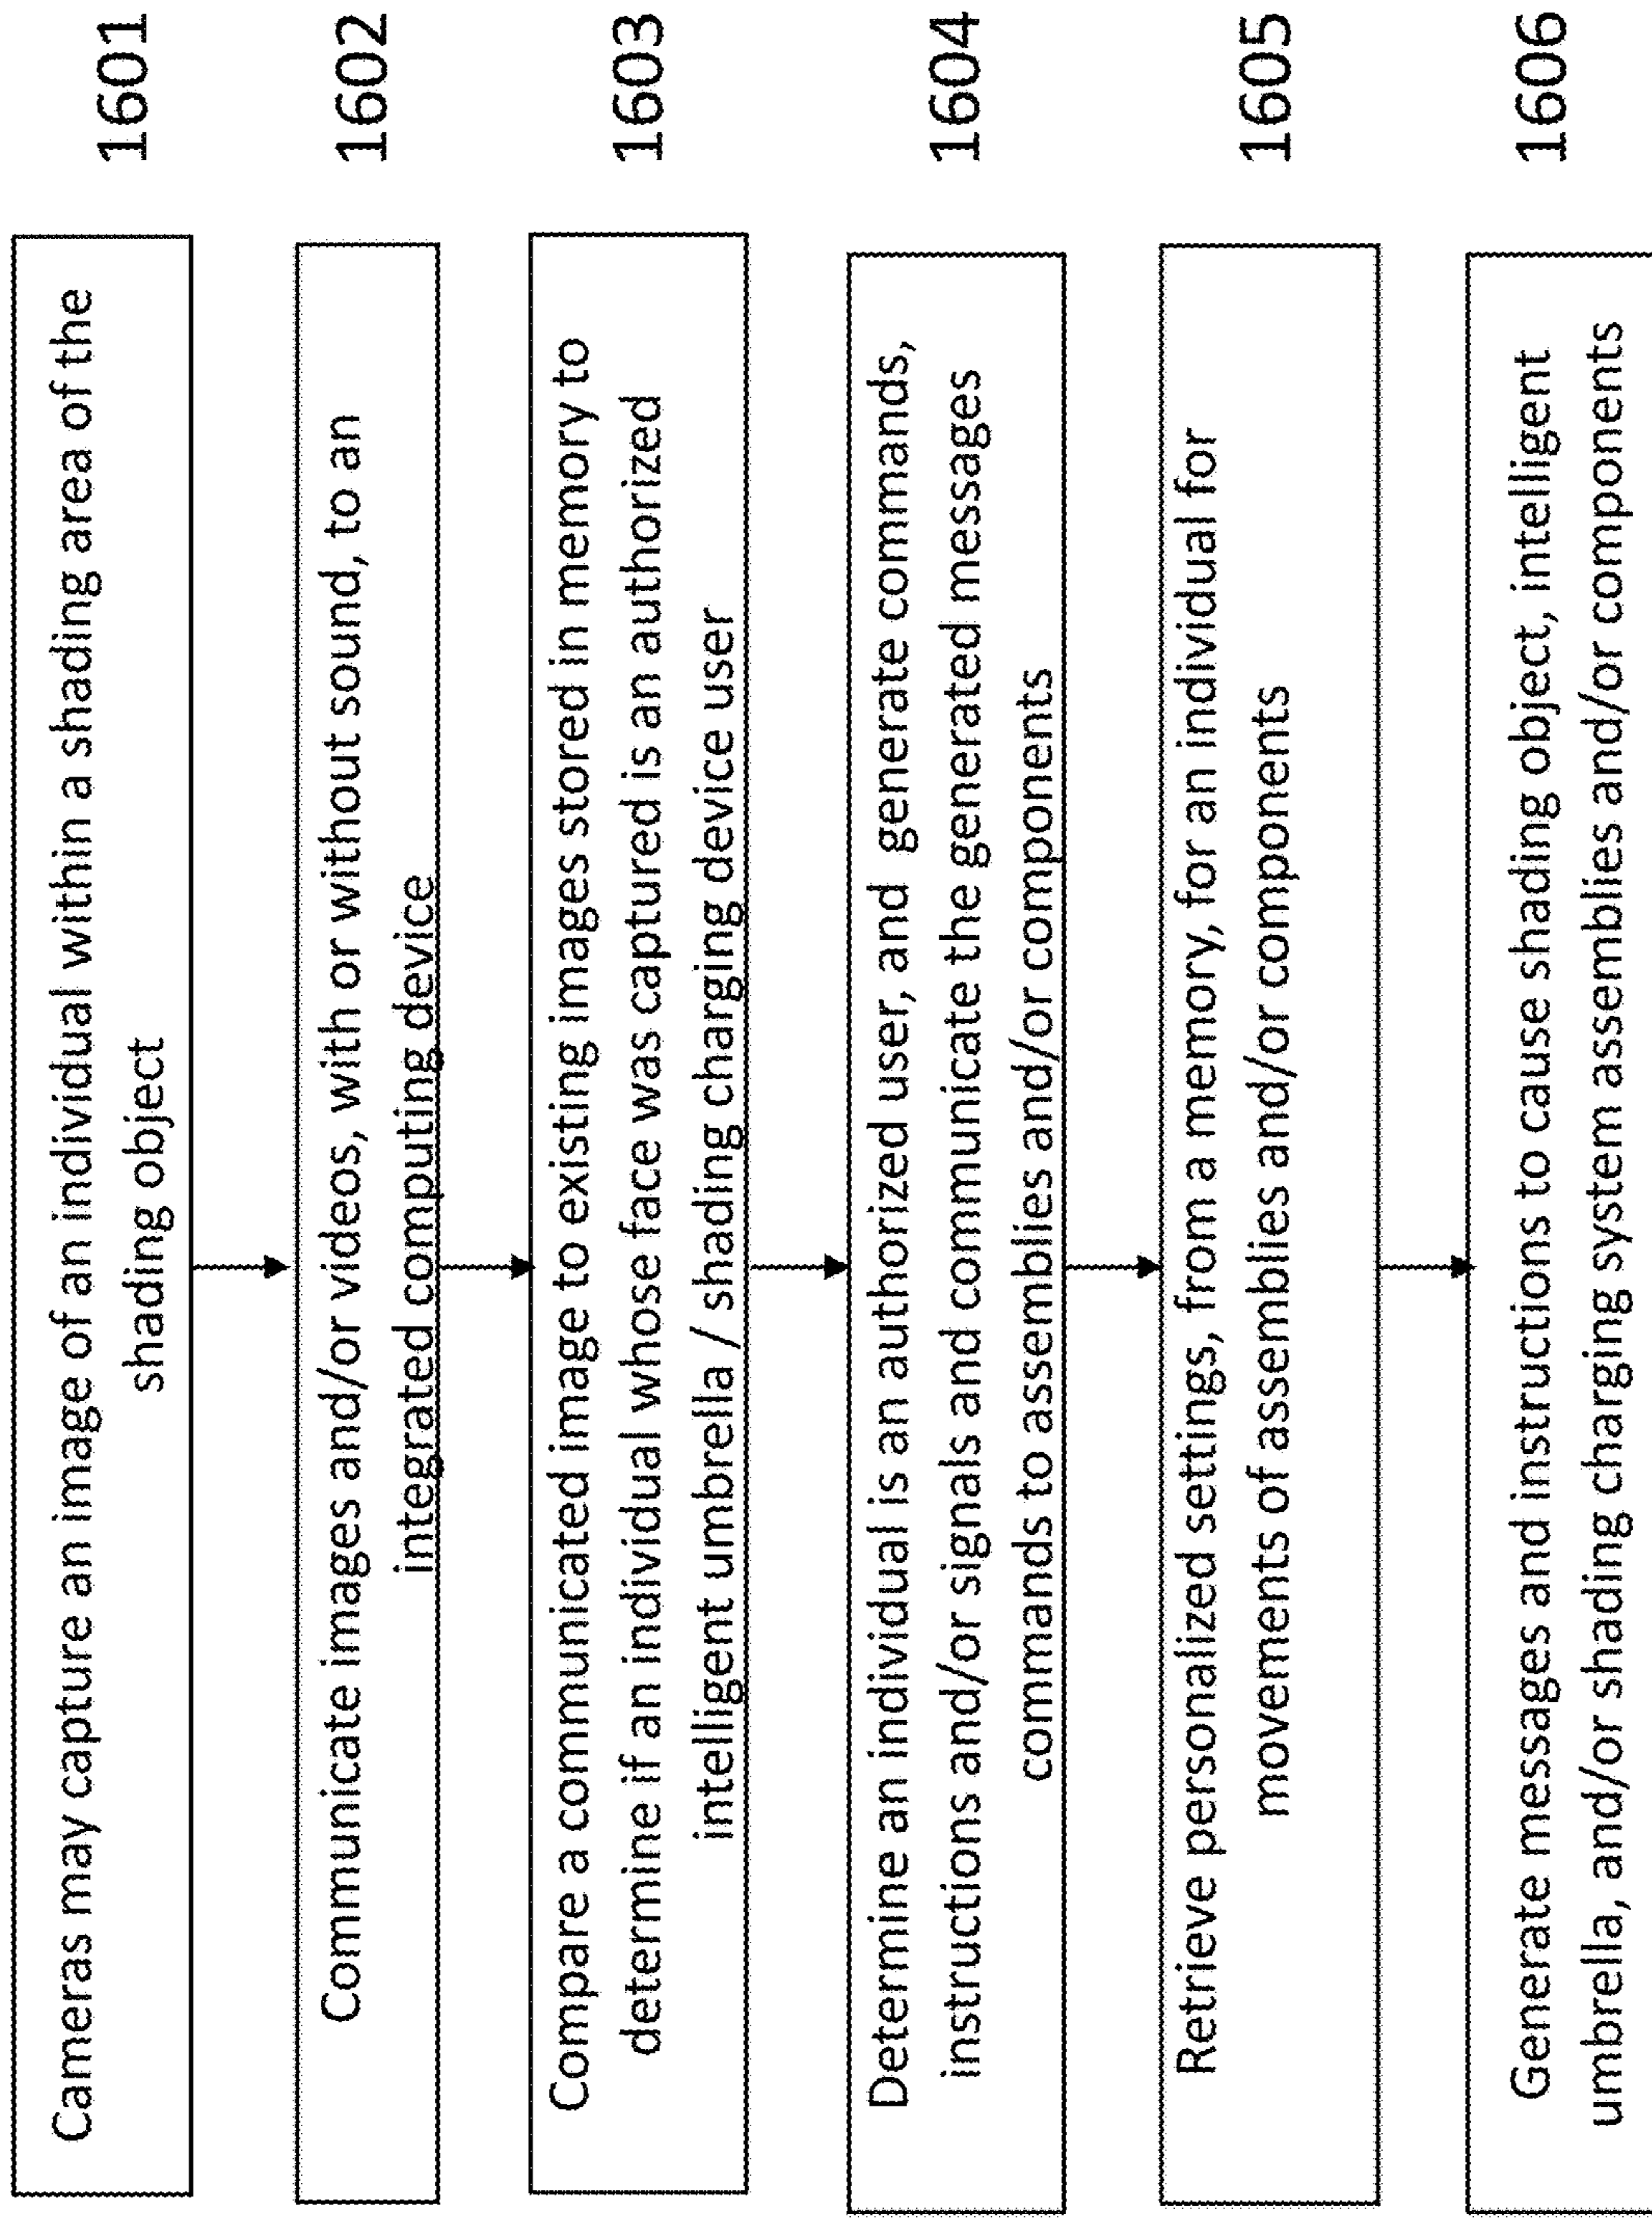 Cameras may capture an image of an individual within a shading area of the
shading object
1601
Communicate images and/or videos, with or without sound, to an
integrated computing device
1602
Compare a communicated image to existing images stored in memory to
determine if an individual whose face was captured is an authorized
intelligent umbrella / shading charging device user
1603
Determine an individual is an authorized user, and generate commands,
instructions and/or signals and communicate the generated messages
commands to assemblies and/or components
1604
Retrieve personalized settings, from a memory, for an individual for
movements of assemblies and/or components
1605
Generate messages and instructions to cause shading object, intelligent
umbrella, and/or shading charging system assemblies and/or components
1606